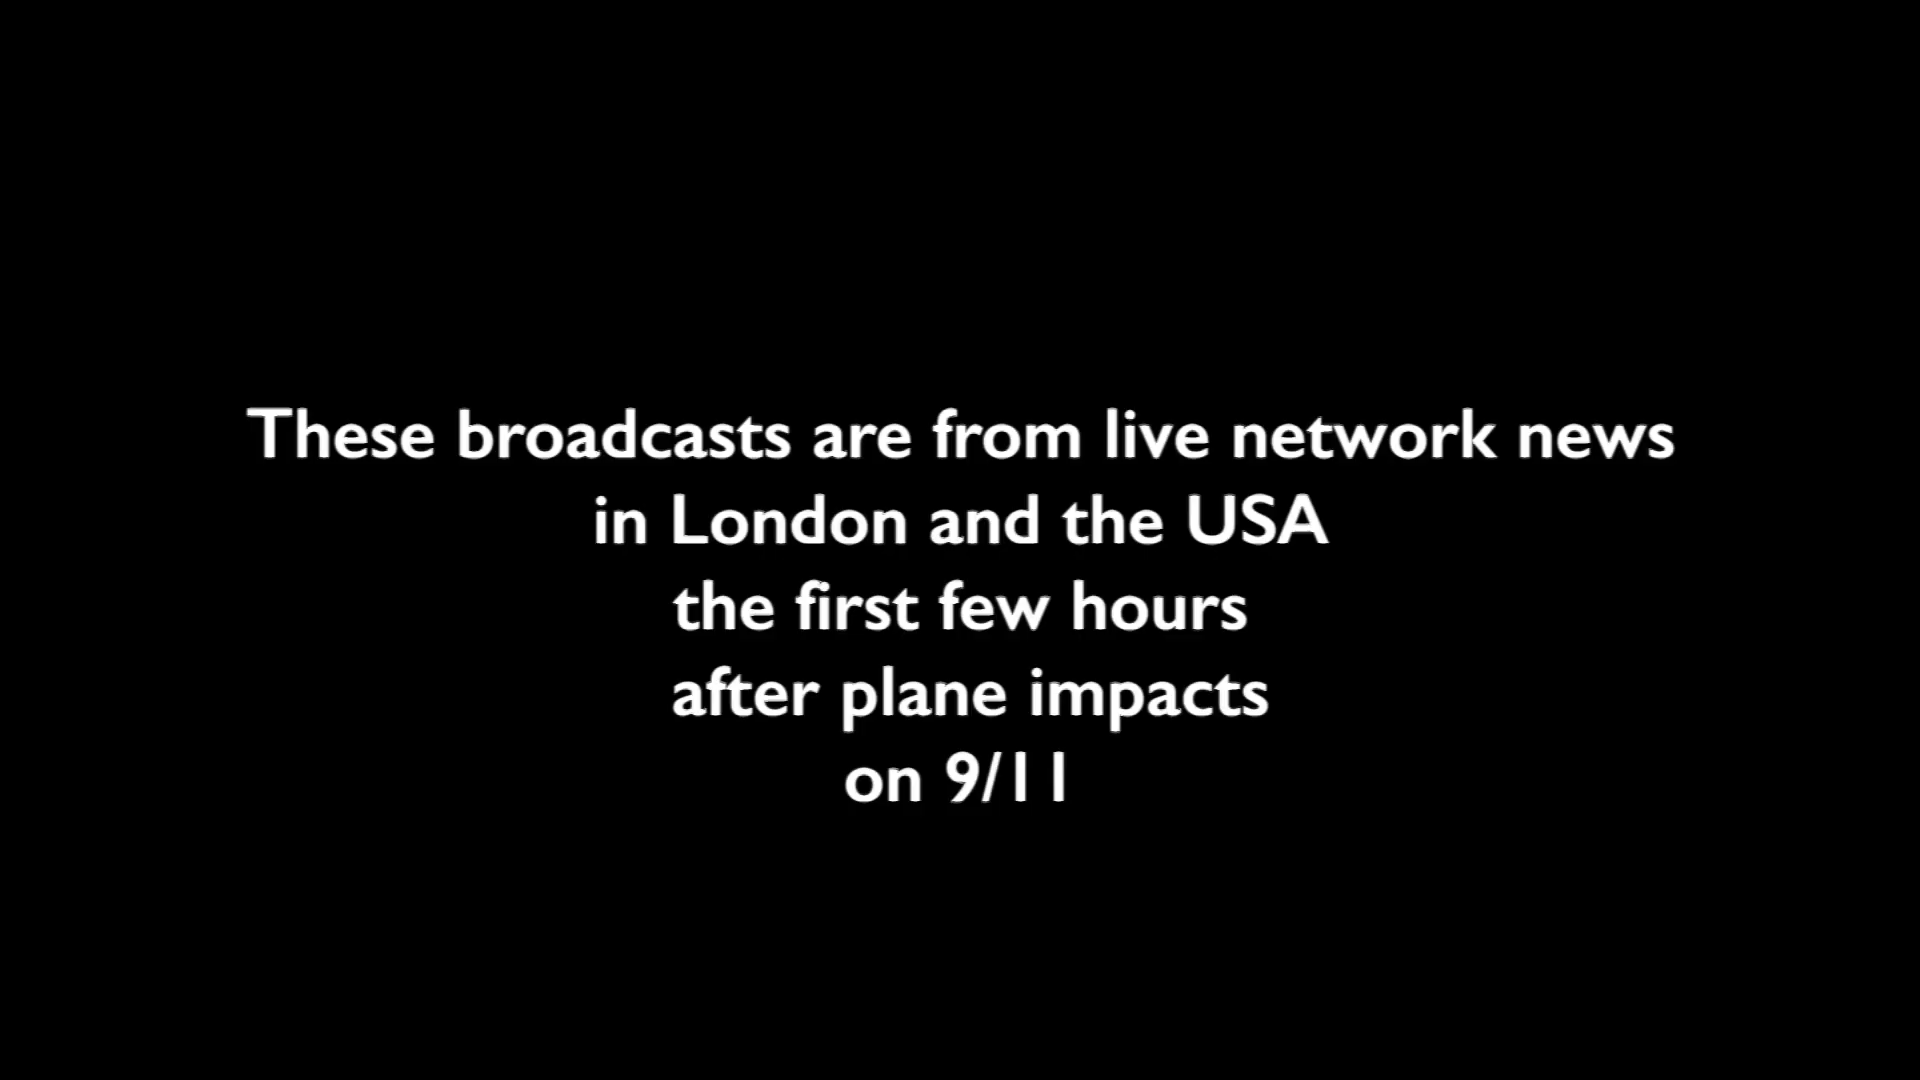 These broadcasts are from live network news
in London and the USA
the first few hours
after plane impacts
on 9/11